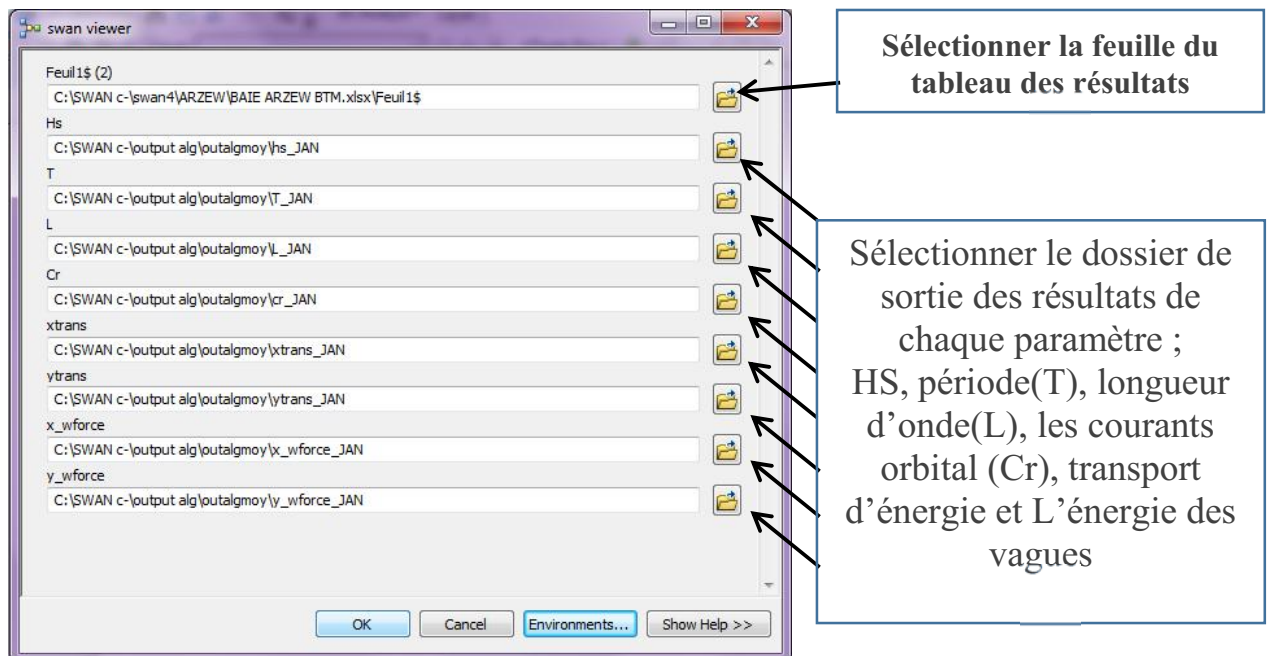 swan viewer
Feuil1$ (2)
C:\SWAN c-\swan4\ARZEW\BAIE ARZEW BTM.xlsx\Feuil1$
Hs
C:\SWAN c-\output alg\outalgmoy\hs_JAN
T
C:\SWAN c-\output alg\outalgmoy\T_JAN
L
C:\SWAN c-\output alg\outalgmoy\L_JAN
Cr
C:\SWAN c-\output alg\outalgmoy\cr_JAN
xtrans
C:\SWAN c-\output alg\outalgmoy\xtrans_JAN
ytrans
C:\SWAN c-\output alg\outalgmoy\ytrans_JAN
x_wforce
C:\SWAN c-\output alg\outalgmoy\x_wforce_JAN
y_wforce
C:\SWAN c-\output alg\outalgmoy\y_wforce_JAN
OK
Cancel
Environments...
Show Help >>
Sélectionner la feuille du
tableau des résultats
Sélectionner le dossier de
sortie des résultats de
chaque paramètre ;
HS, période(T), longueur
d’onde(L), les courants
orbital (Cr), transport
d’énergie et L’énergie des
vagues